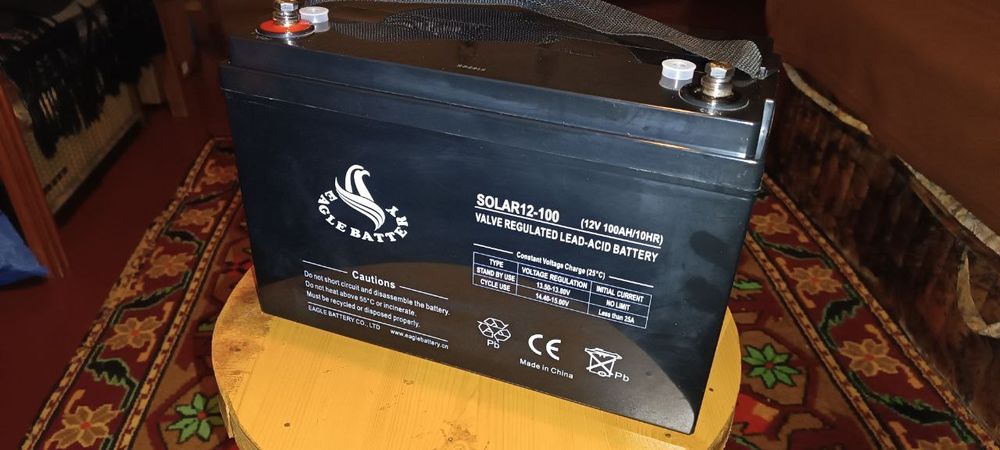 EAGLE BATTERY
SOLAR12-100 (12V 100AH/10HR)
VALVE REGULATED LEAD-ACID BATTERY
Constant Voltage Charge (25°C)
TYPE VOLTAGE REGULATION INITIAL CURRENT
STAND BY USE 13.50-13.80V NO LIMIT
CYCLE USE 14.40-15.00V Less than 25A
Cautions
Do not short circuit and disassemble the battery.
Do not heat above 55°C or incinerate.
Must be recycled or disposed properly.
EAGLE BATTERY CO., LTD www.eaglebattery.cn
Pb
CE
Made in China
Pb